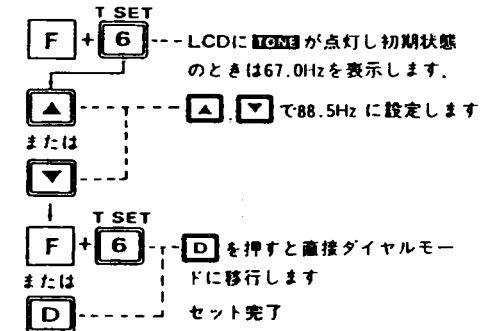 T SET
F + 6 --- LCDに TONE が点灯し初期状態
のときは67.0Hzを表示します.
▲ --- ▲ , ▼ で88.5Hz に設定します
または
▼
T SET
F + 6 --- D を押すと直接ダイヤルモー
または ドに移行します
D --- セット完了